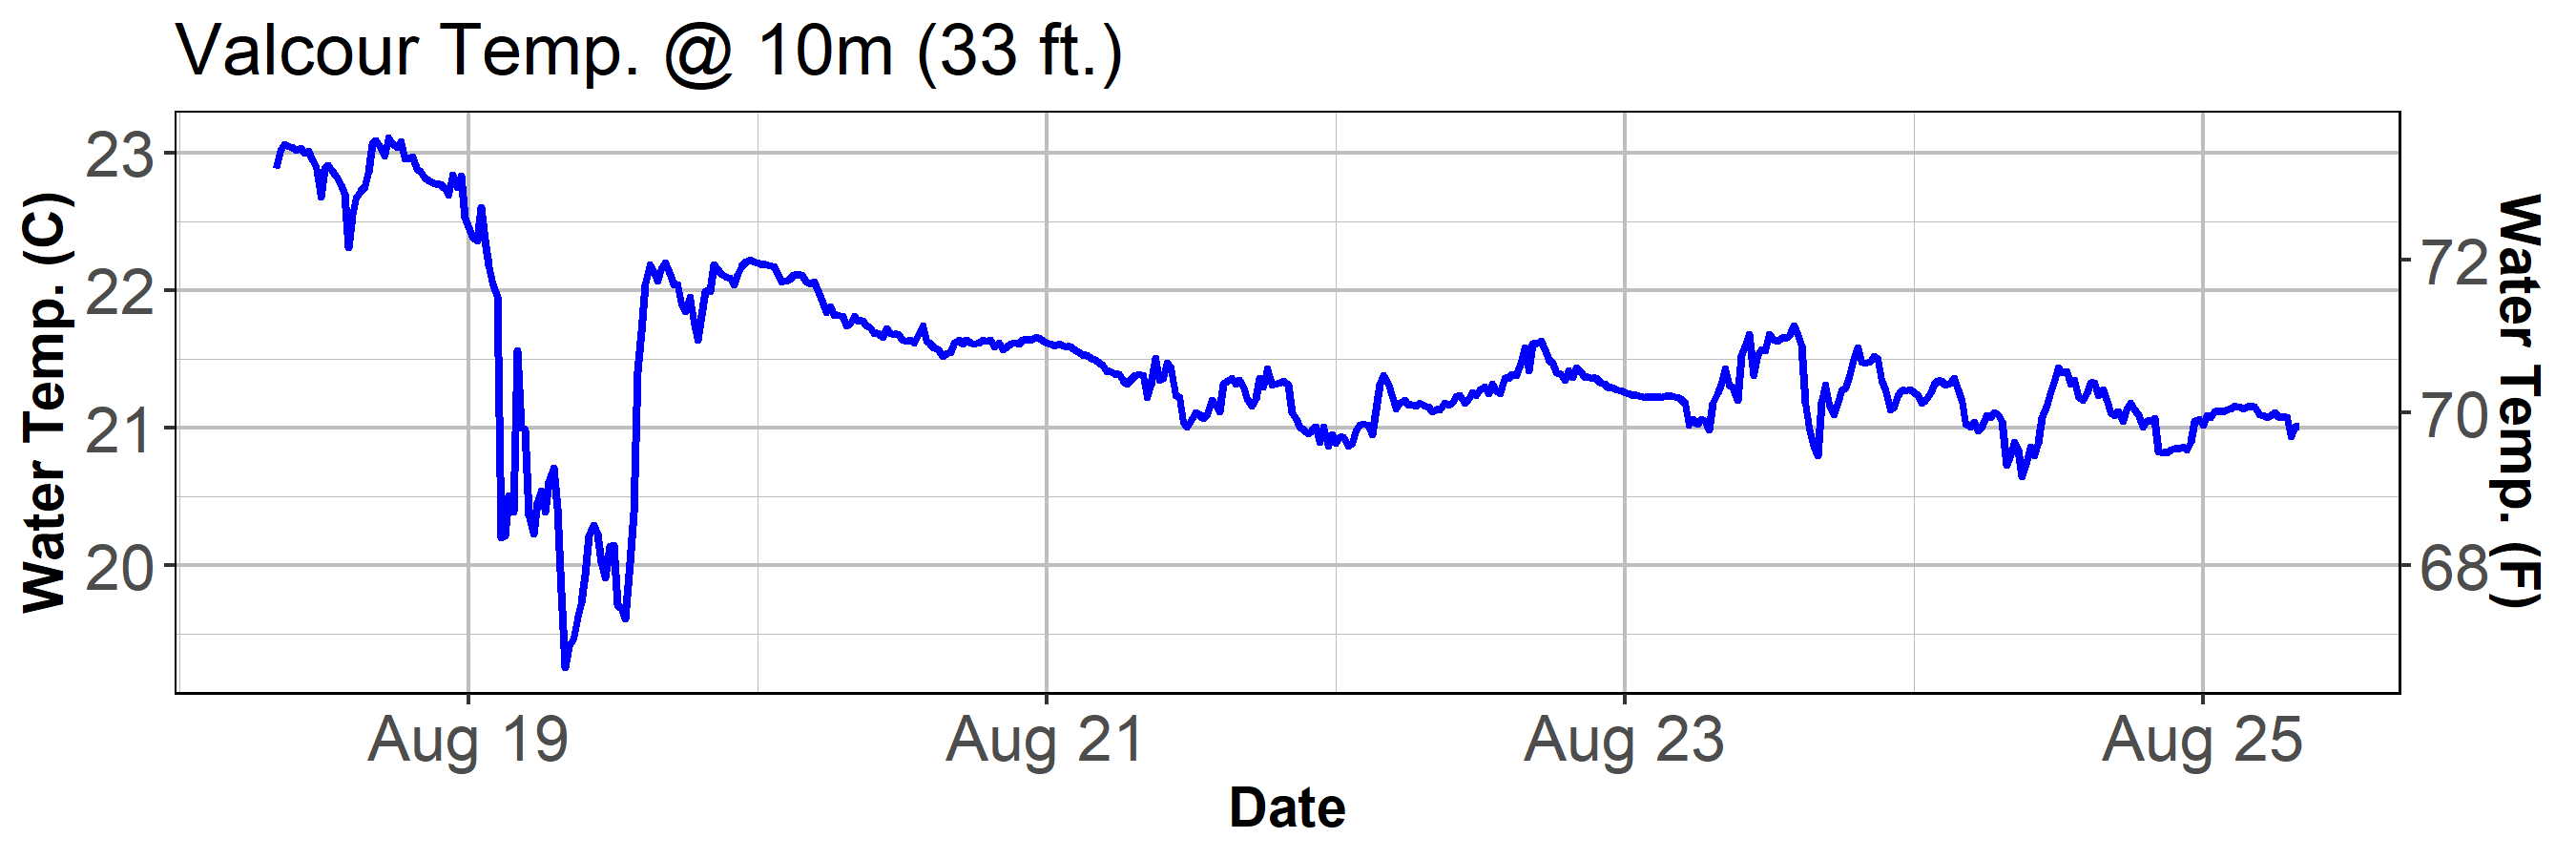 Valcour Temp. @ 10m (33 ft.)
Water Temp. (C)
23
22
21
20
72
70
68
Water Temp. (F)
Aug 19
Aug 21
Aug 23
Aug 25
Date